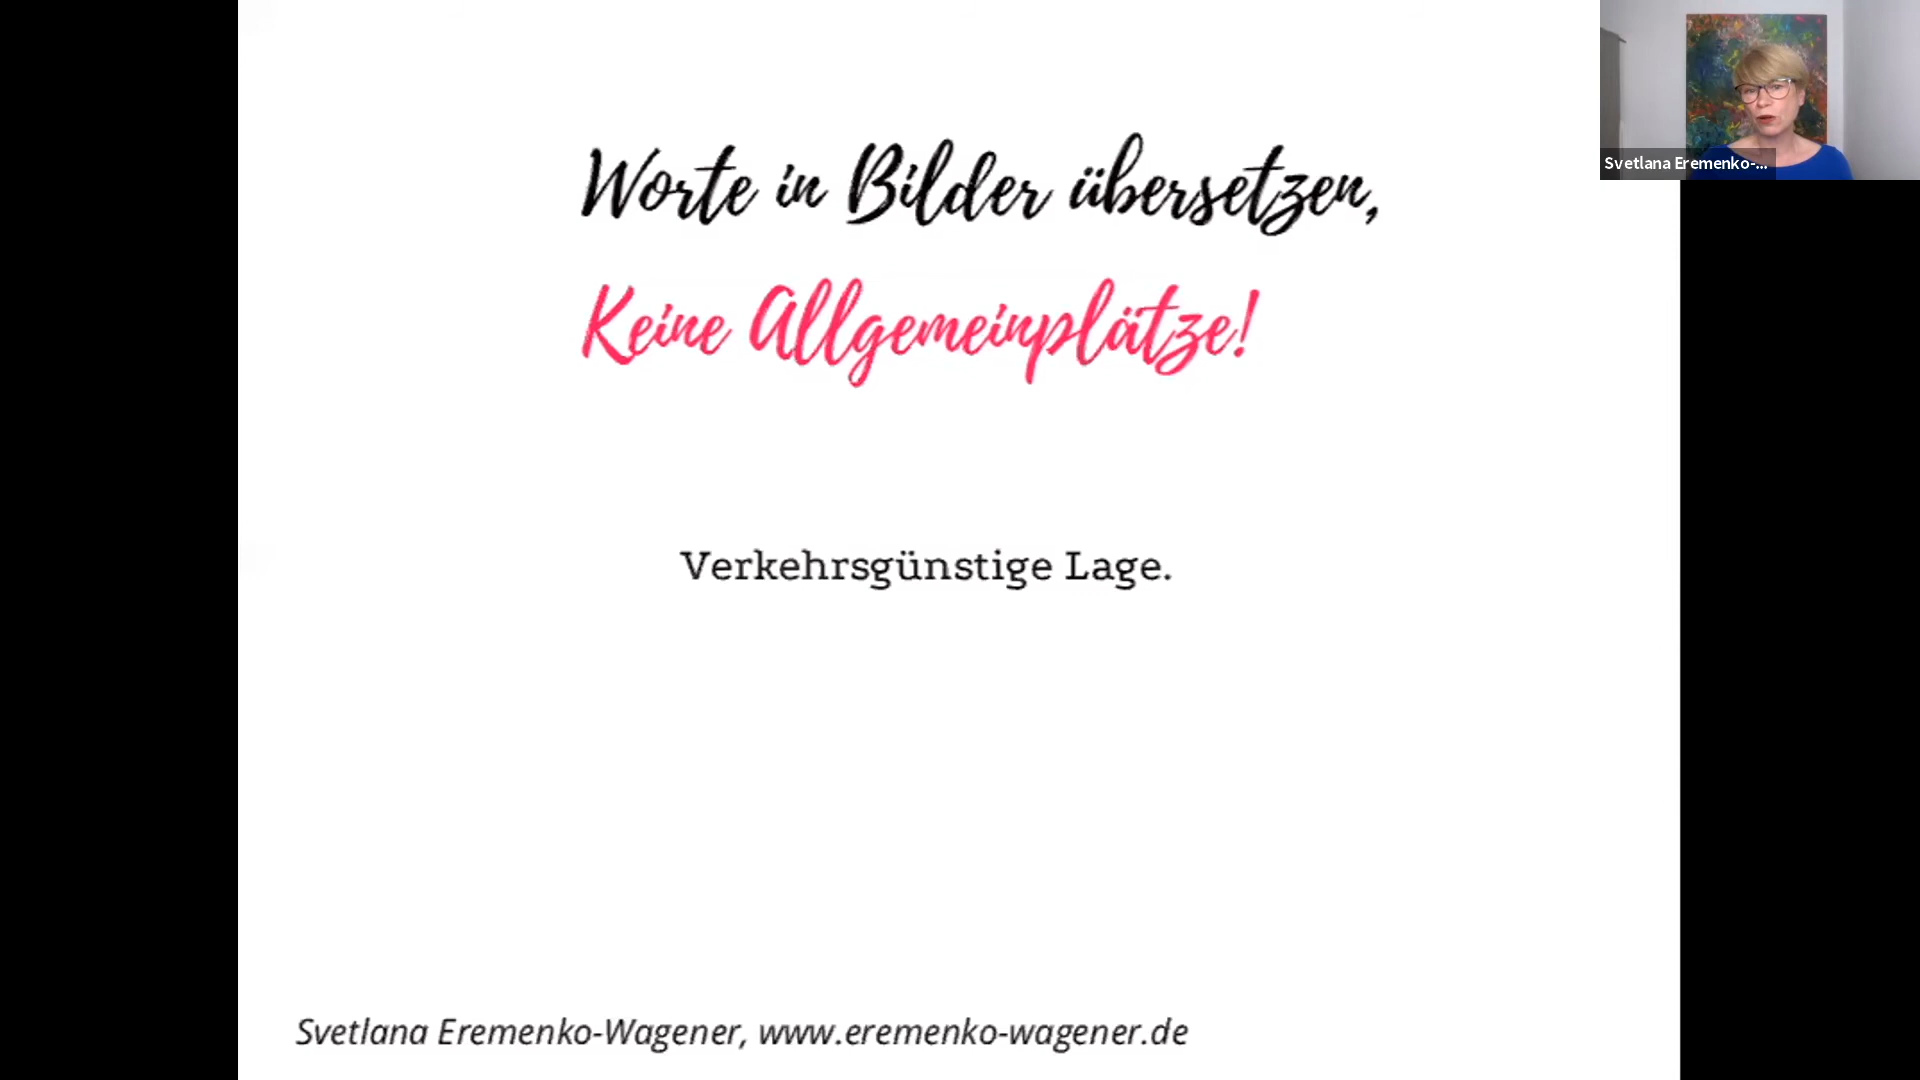 Worte in Bilder übersetzen,
Keine Allgemeinplätze!
Verkehrsgünstige Lage.
Svetlana Eremenko-Wagener, www.eremenko-wagener.de
Svetlana Eremenko-...